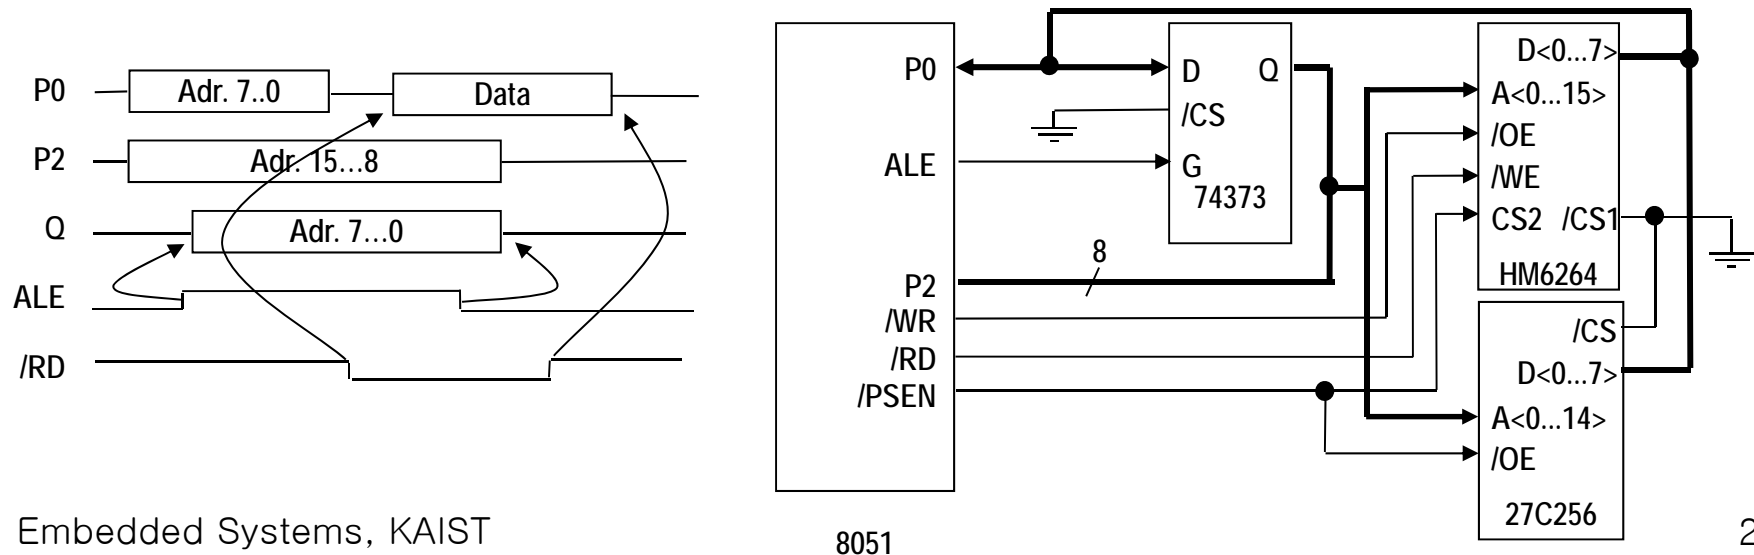 P0
Adr. 7..0
Data
P2
Adr. 15...8
Q
Adr. 7...0
ALE
/RD
P0
ALE
P2
/WR
/RD
/PSEN
8051
D
Q
/CS
G
74373
8
D<0...7>
A<0...15>
/OE
/WE
CS2 /CS1
HM6264
/CS
D<0...7>
A<0...14>
/OE
27C256
Embedded Systems, KAIST
2